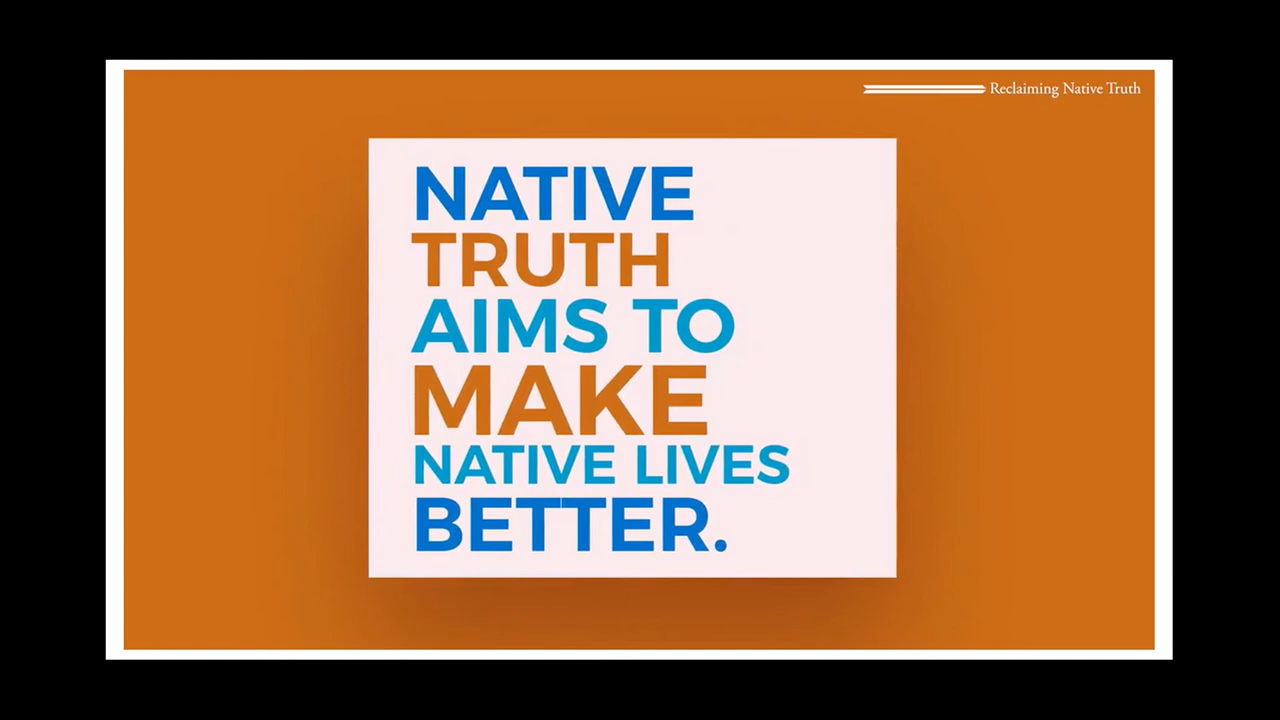 Reclaiming Native Truth
NATIVE
TRUTH
AIMS TO
MAKE
NATIVE LIVES
BETTER.